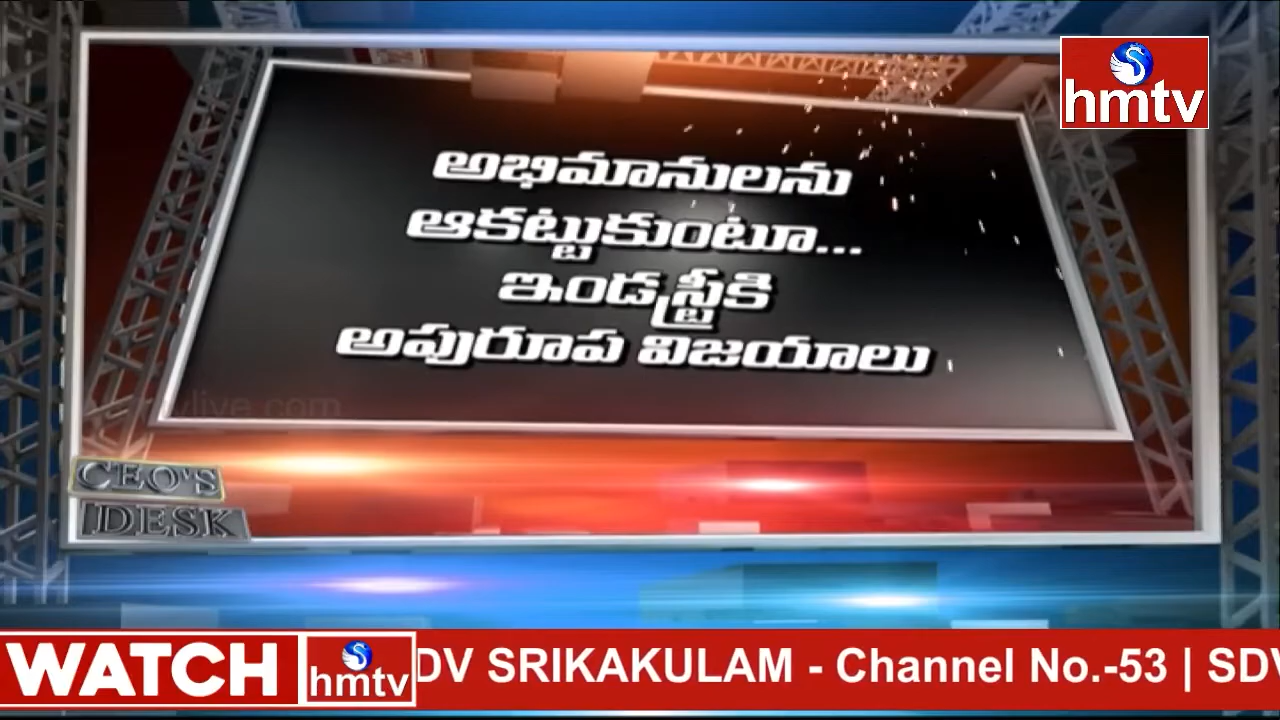 hmtv
అభిమానులను
ఆకట్టుకుంటూ...
ఇండస్ట్రీకి
అపురూప విజయాలు
CEO'S
DESK
WATCH hmtv DV SRIKAKULAM - Channel No.-53 | SDV